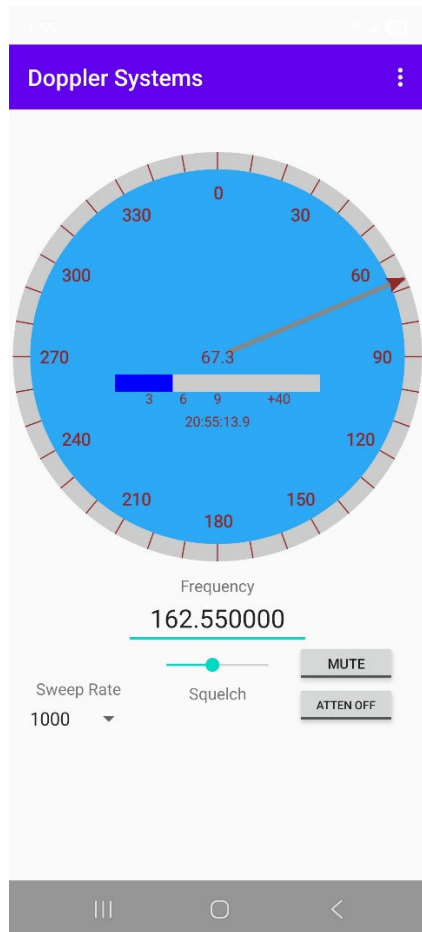 Doppler Systems
0
330 30
300 60
67.3
270 90
3 6 9 +40
20:55:13.9
240 120
210 150
180
Frequency
162.550000
MUTE
Sweep Rate Squelch
ATTEN OFF
1000